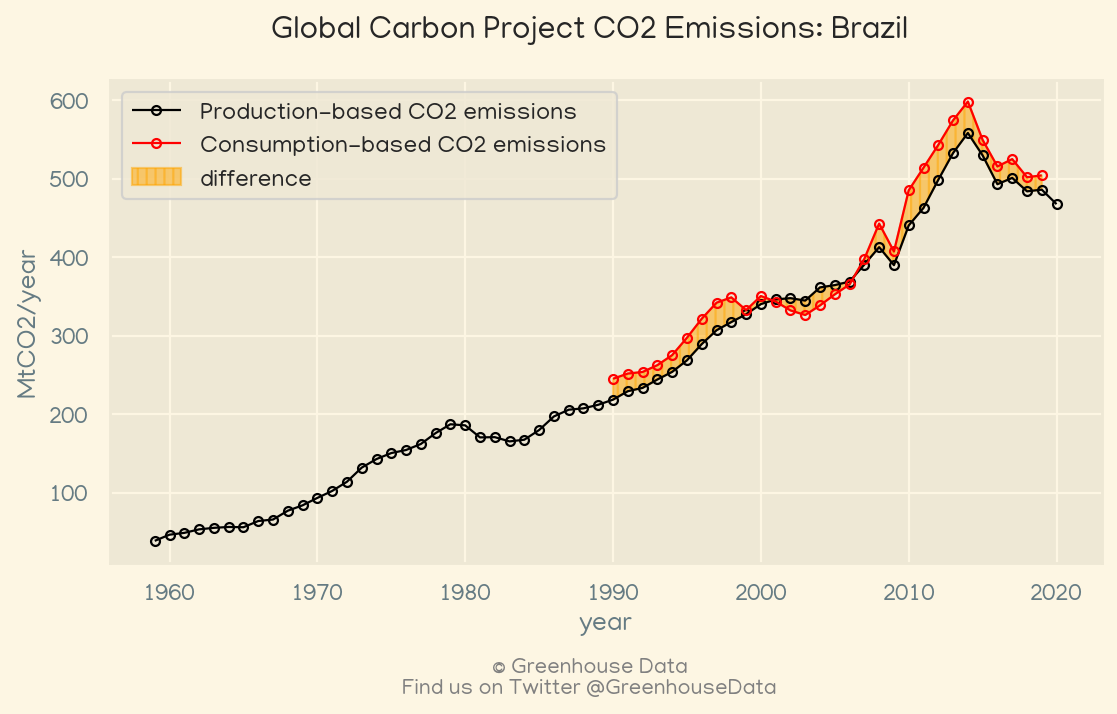 Global Carbon Project CO2 Emissions: Brazil
Production-based CO2 emissions
Consumption-based CO2 emissions
difference
MtCO2/year
600
500
400
300
200
100
1960 1970 1980 1990 2000 2010 2020
year
© Greenhouse Data
Find us on Twitter @GreenhouseData